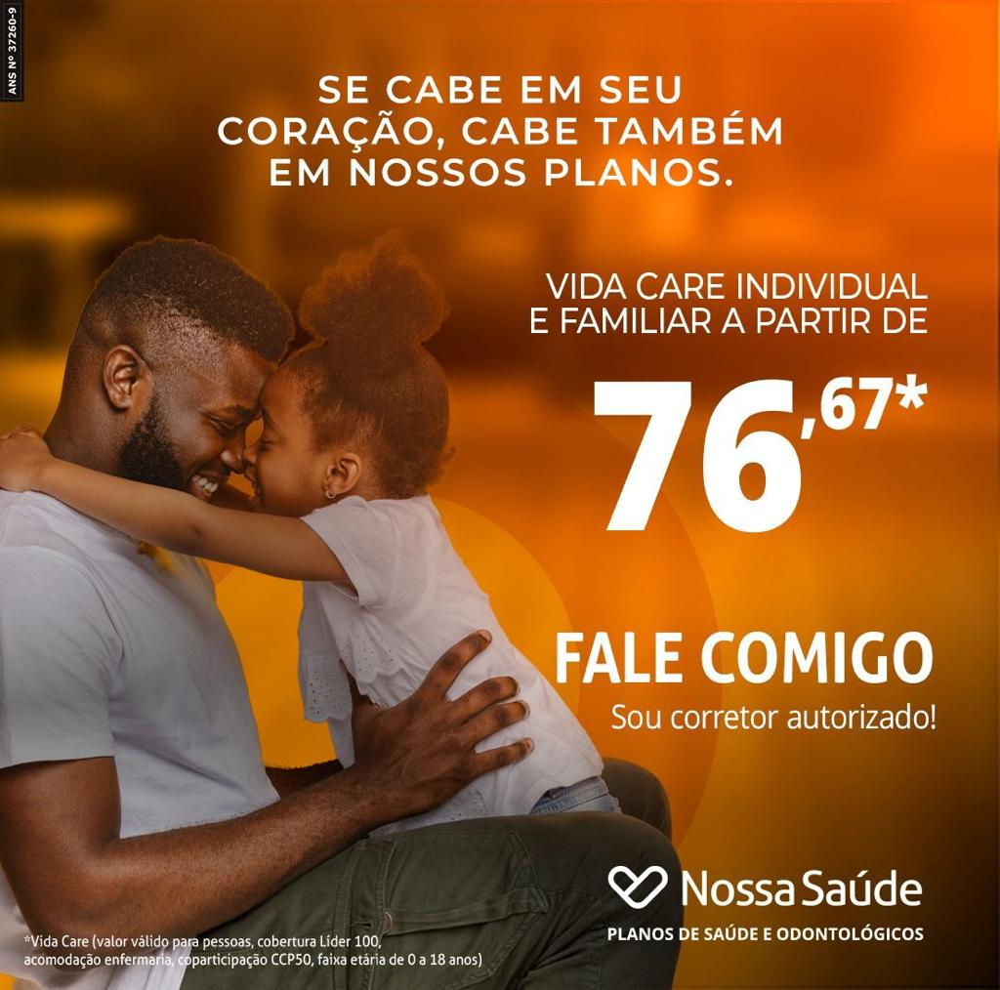 ANS Nº 37260-9
SE CABE EM SEU
CORAÇÃO, CABE TAMBÉM
EM NOSSOS PLANOS.
VIDA CARE INDIVIDUAL
E FAMILIAR A PARTIR DE
76,67*
FALE COMIGO
Sou corretor autorizado!
Nossa Saúde
PLANOS DE SAÚDE E ODONTOLÓGICOS
*Vida Care (valor válido para pessoas, cobertura Líder 100,
acomodação enfermaria, coparticipação CCP50, faixa etária de 0 a 18 anos)